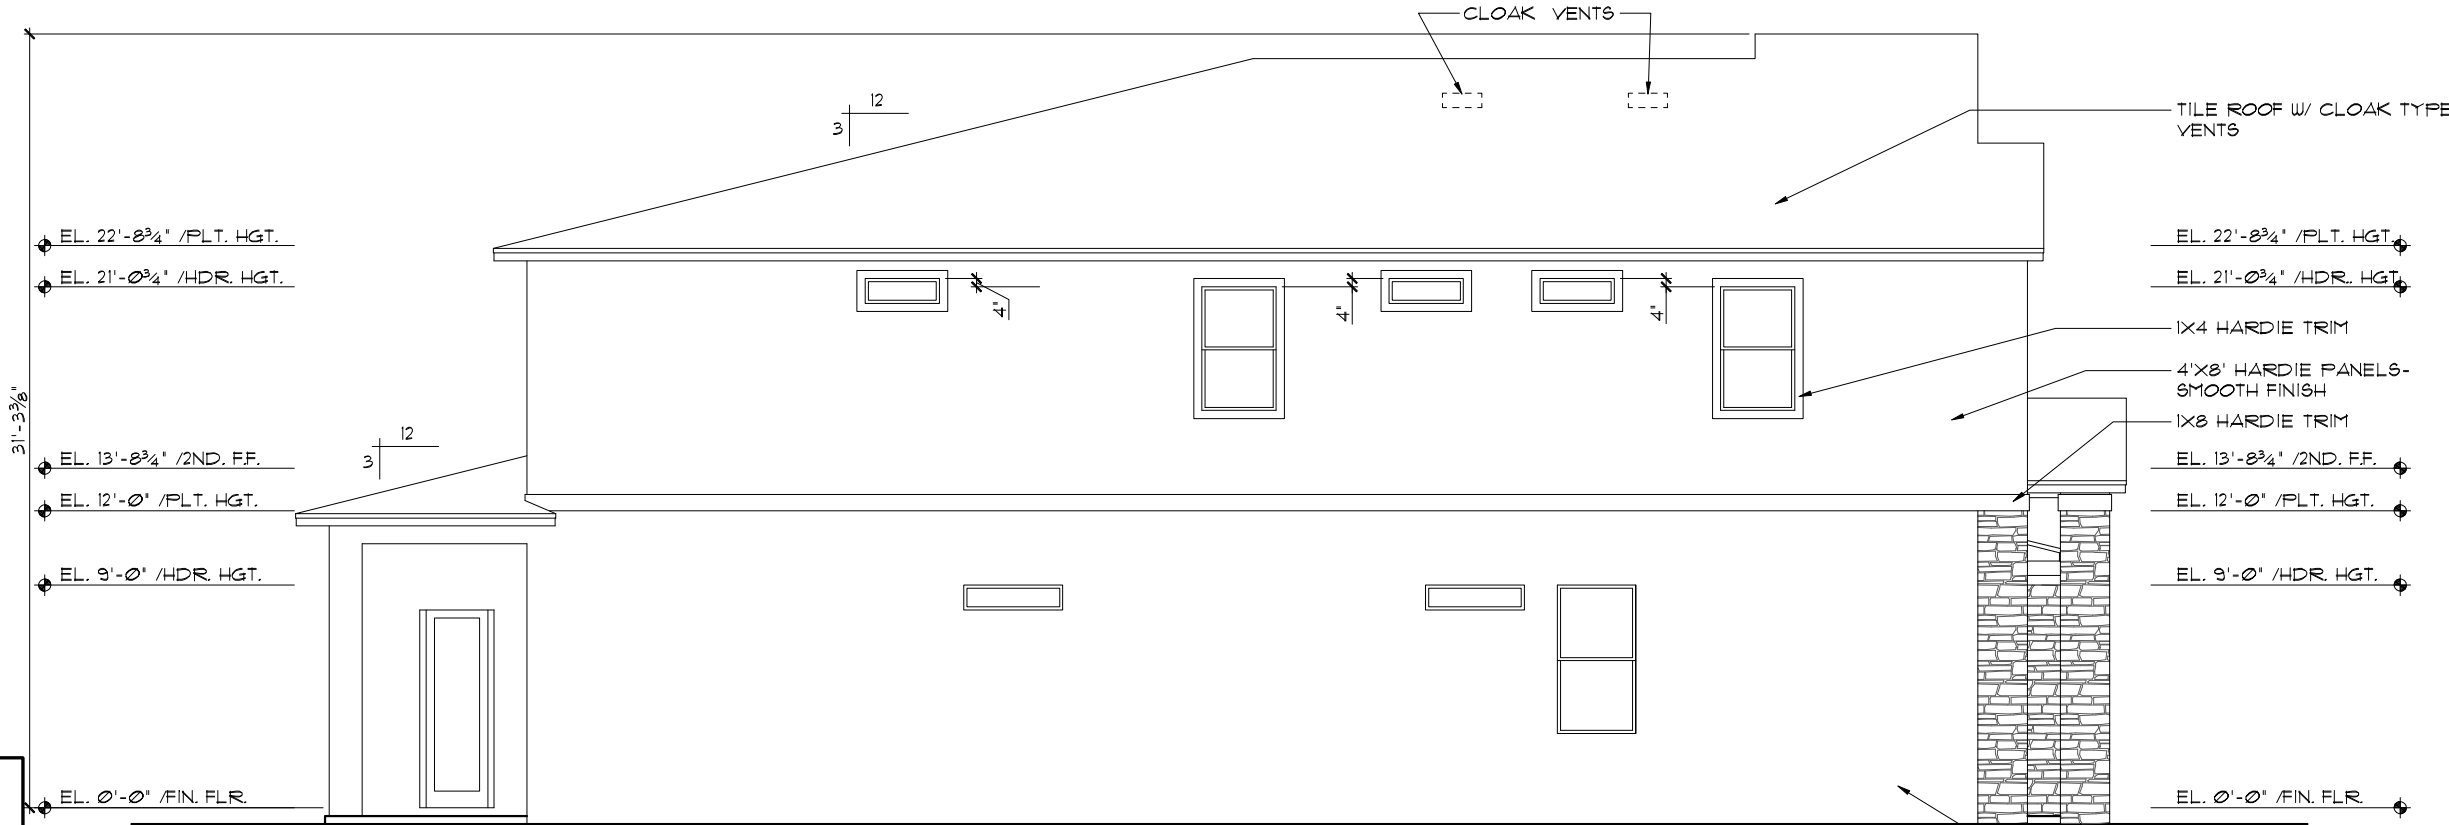 CLOAK VENTS
12
3
TILE ROOF W/ CLOAK TYPE
VENTS
EL. 22'-8¾" /PLT. HGT.
EL. 22'-8¾" /PLT. HGT.
EL. 21'-0¾" /HDR. HGT.
EL. 21'-0¾" /HDR. HGT
4"
4"
4"
1X4 HARDIE TRIM
4'X8' HARDIE PANELS-
SMOOTH FINISH
31'-3⅜"
1X8 HARDIE TRIM
12
3
EL. 13'-8¾" /2ND. F.F.
EL. 13'-8¾" /2ND. F.F.
EL. 12'-0" /PLT. HGT.
EL. 12'-0" /PLT. HGT.
EL. 9'-0" /HDR. HGT.
EL. 9'-0" /HDR. HGT.
EL. 0'-0" /FIN. FLR.
EL. 0'-0" /FIN. FLR.